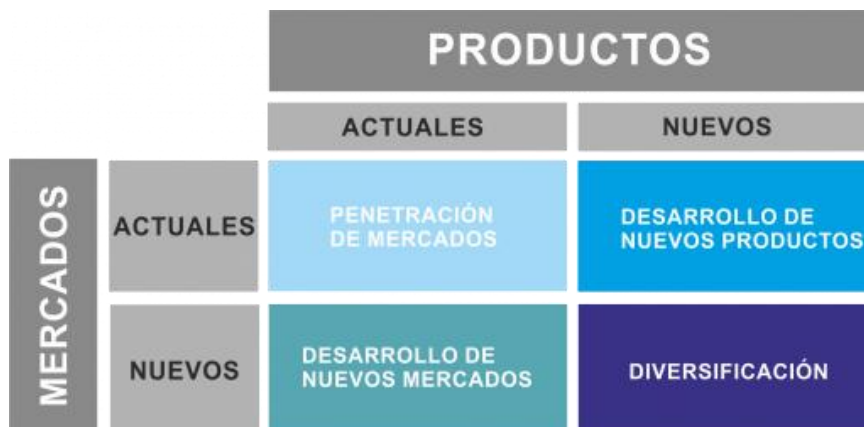 PRODUCTOS
ACTUALES
NUEVOS
MERCADOS
ACTUALES
PENETRACIÓN
DE MERCADOS
DESARROLLO DE
NUEVOS PRODUCTOS
NUEVOS
DESARROLLO DE
NUEVOS MERCADOS
DIVERSIFICACIÓN